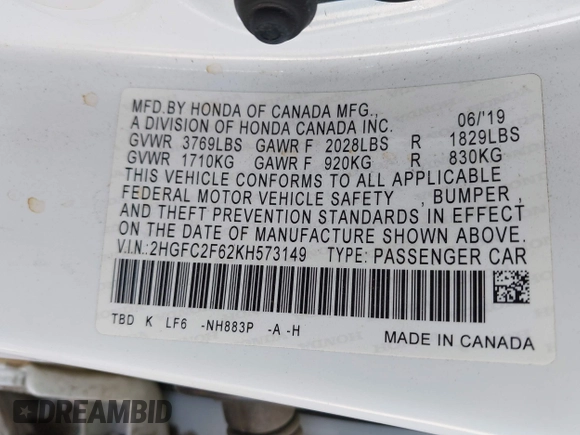 MFD.BY HONDA OF CANADA MFG.,
A DIVISION OF HONDA CANADA INC. 06/'19
GVWR 3769LBS GAWR F 2028LBS R 1829LBS
GVWR 1710KG GAWR F 920KG R 830KG
THIS VEHICLE CONFORMS TO ALL APPLICABLE
FEDERAL MOTOR VEHICLE SAFETY , BUMPER ,
AND THEFT PREVENTION STANDARDS IN EFFECT
ON THE DATE OF MANUFACTURE SHOWN ABOVE.
V.I.N:2HGFC2F62KH573149 TYPE: PASSENGER CAR
TBD K LF6 -NH883P -A -H
MADE IN CANADA
DREAMBID